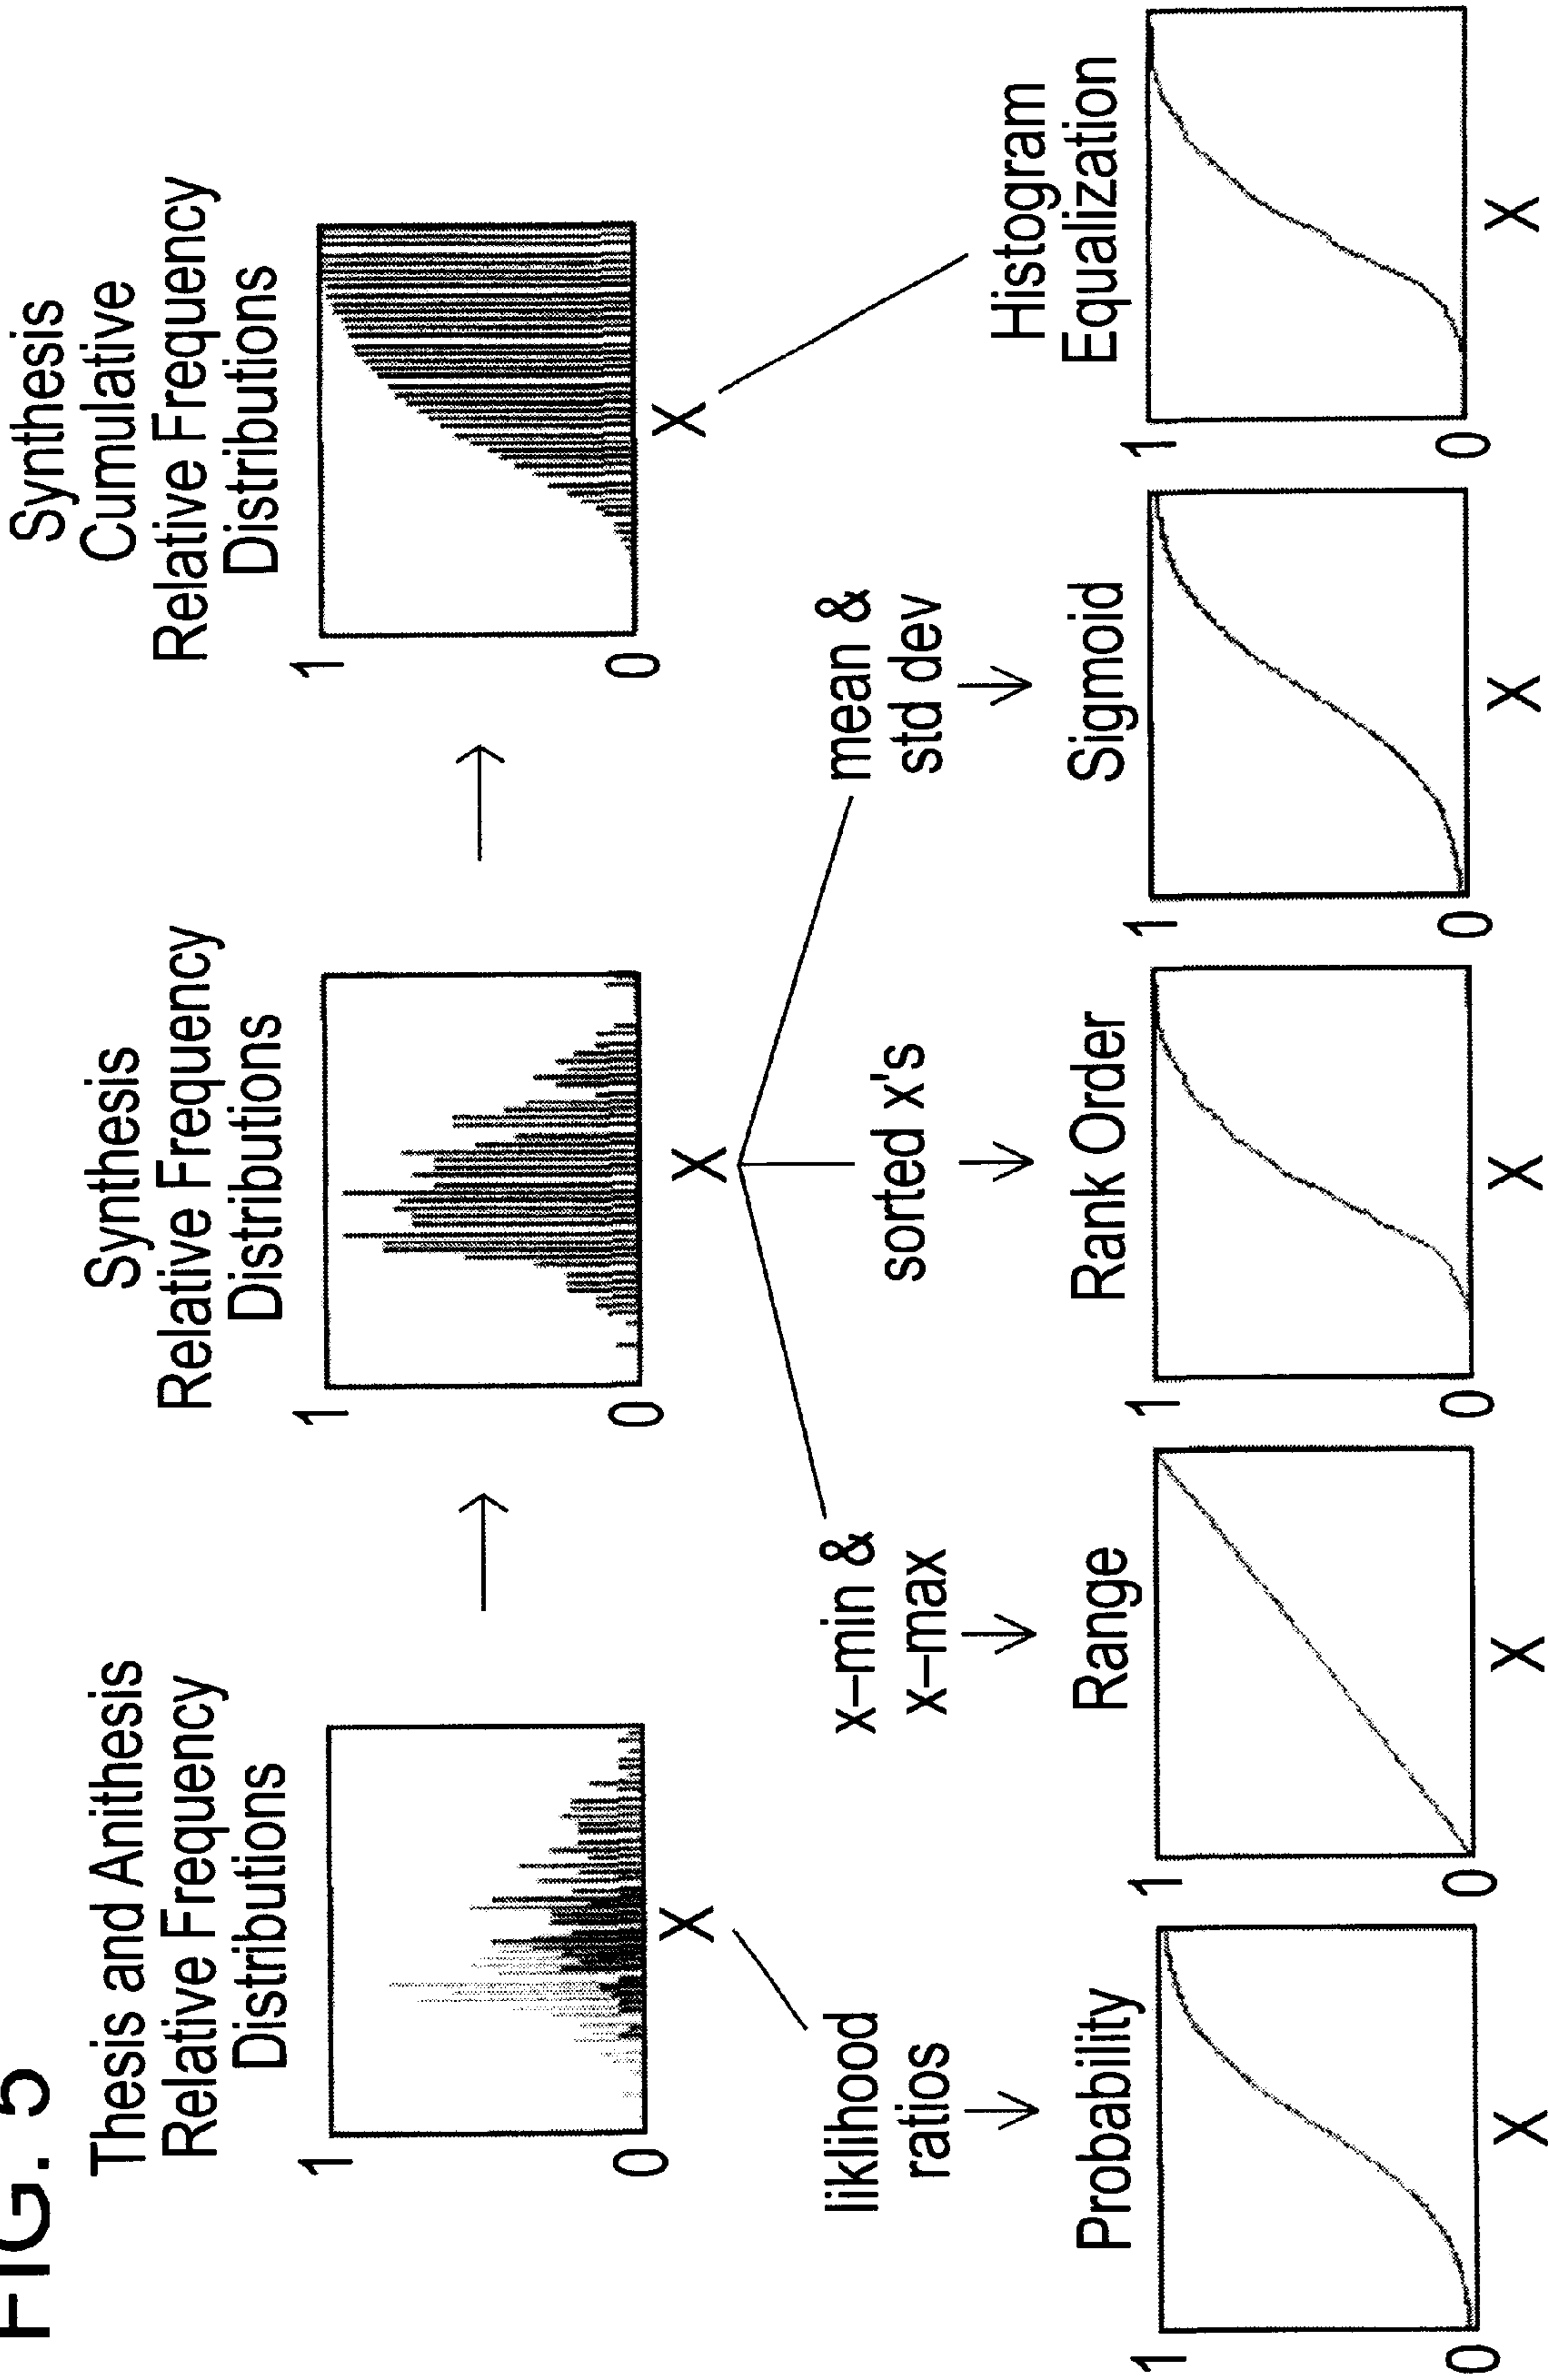 FIG. 5
Thesis and Anithesis
Relative Frequency
Distributions
1
0
X
Synthesis
Relative Frequency
Distributions
1
0
X
Synthesis
Cumulative
Relative Frequency
Distributions
1
0
X
liklihood
ratios
x-min &
x-max
sorted x's
mean &
std dev
Probability
1
0
X
Range
1
0
X
Rank Order
1
0
X
Sigmoid
1
0
X
Histogram
Equalization
1
0
X